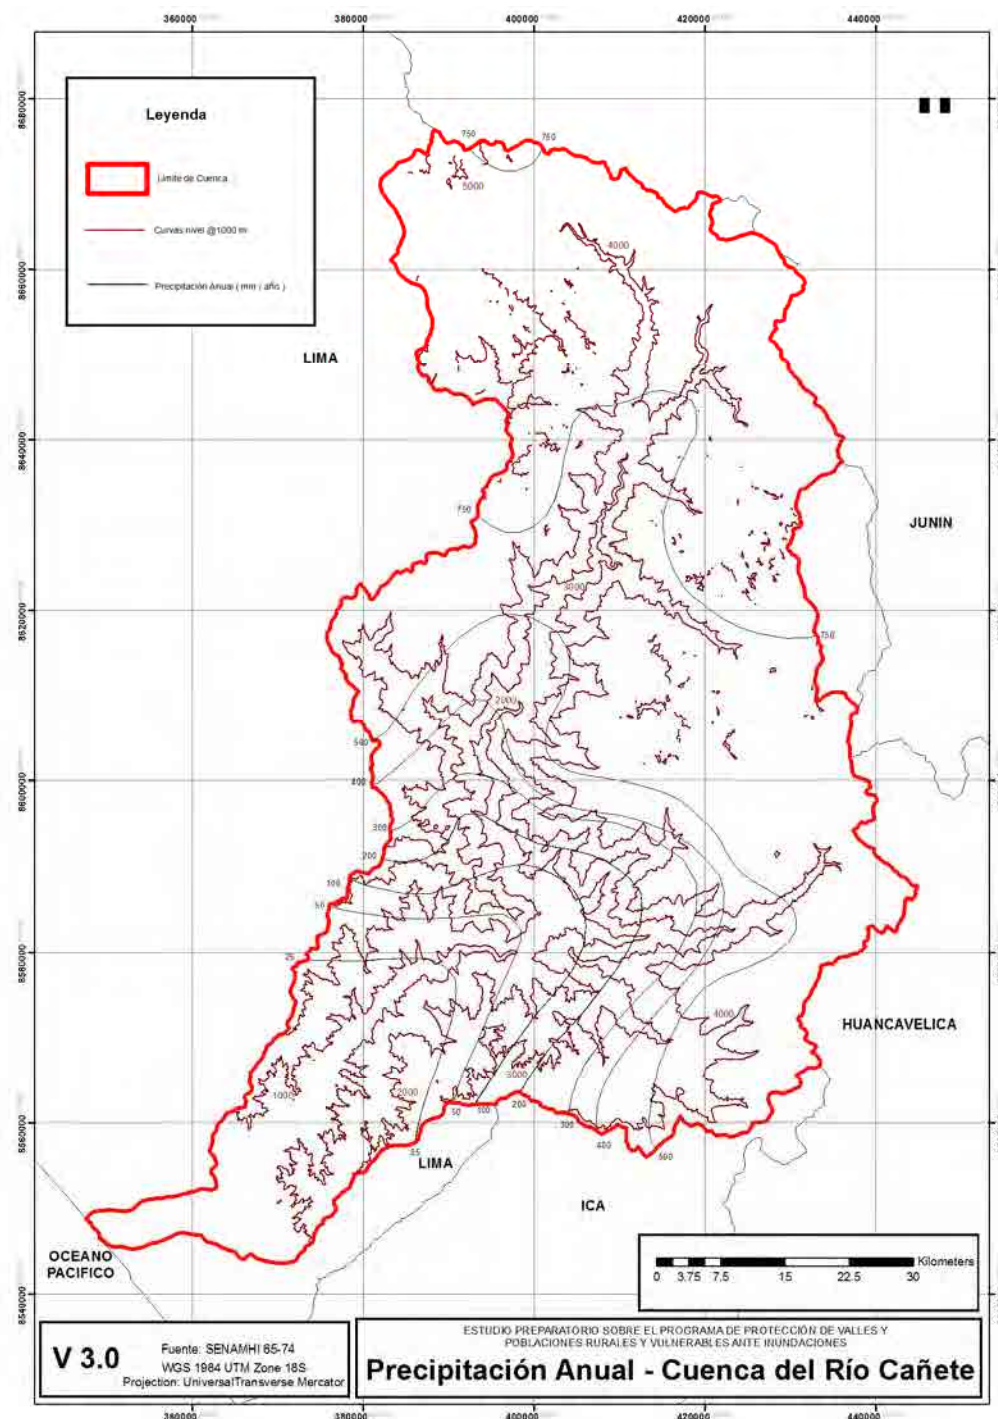 360000 380000 400000 420000 440000
8680000
8660000
8640000
8620000
8600000
8580000
8560000
8540000
Leyenda
Límite de Cuenca
Curvas nivel @1000 m
Precipitación Anual ( mm / año )
750 750
5000
4000
LIMA
750
JUNIN
3000
750
2000
500
400
300
200
100
50
25
4000
HUANCAVELICA
1000
2000
3000
50 100 200
300
400
500
25
LIMA
ICA
OCEANO
PACIFICO
Kilometers
0 3.75 7.5 15 22.5 30
V 3.0
Fuente: SENAMHI 65-74
WGS 1984 UTM Zone 18S
Projection: UniversalTransverse Mercator
ESTUDIO PREPARATORIO SOBRE EL PROGRAMA DE PROTECCIÓN DE VALLES Y
POBLACIONES RURALES Y VULNERABLES ANTE INUNDACIONES
Precipitación Anual - Cuenca del Río Cañete
360000 380000 400000 420000 440000